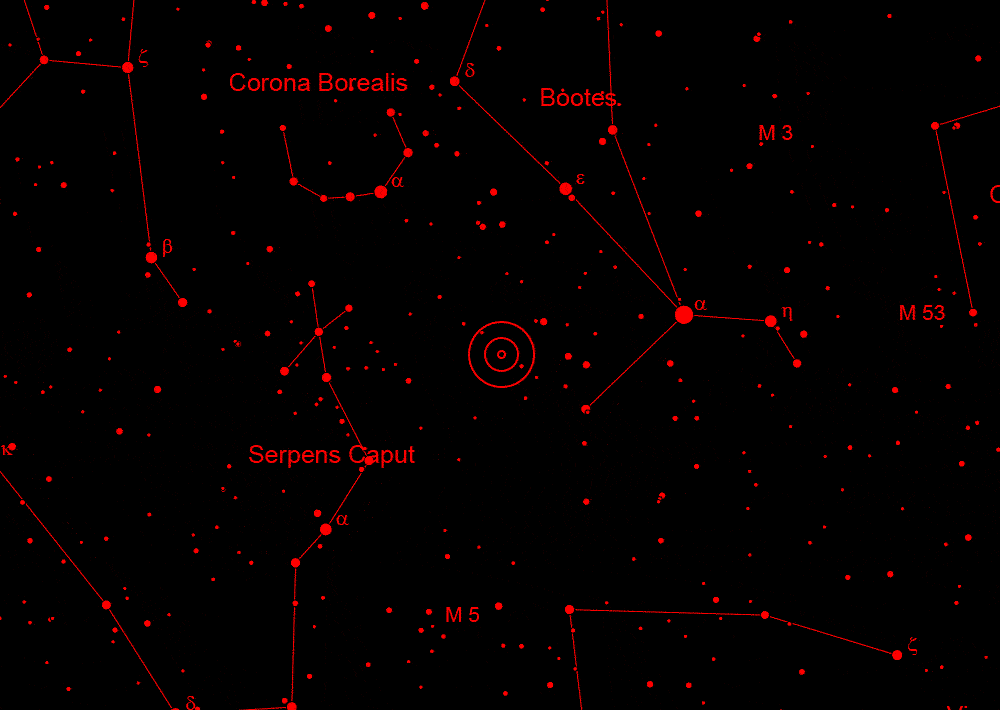 ζ
δ
Corona Borealis
Bootes
M 3
α
ε
β
α
η
M 53
κ
Serpens Caput
α
M 5
ζ
δ